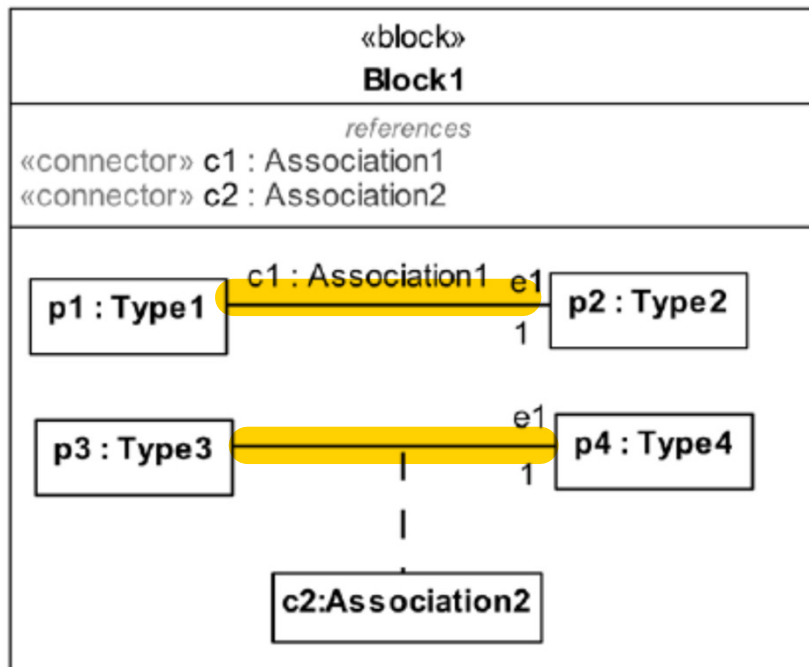 «block»
Block1
references
«connector» c1 : Association1
«connector» c2 : Association2
c1 : Association1
e1
p1 : Type1
p2 : Type2
1
e1
p3 : Type3
p4 : Type4
1
c2:Association2